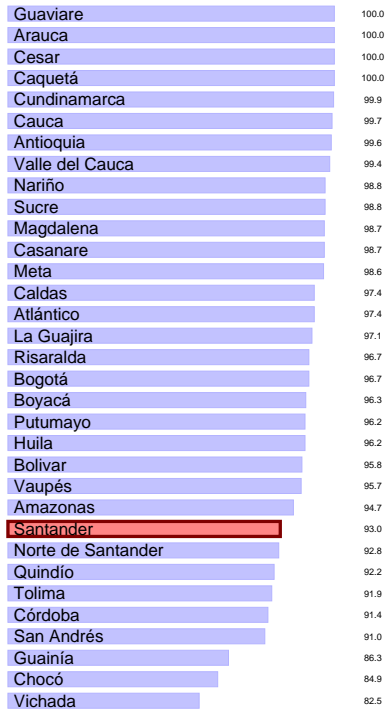 Guaviare 100.0
Arauca 100.0
Cesar 100.0
Caquetá 100.0
Cundinamarca 99.9
Cauca 99.7
Antioquia 99.6
Valle del Cauca 99.4
Nariño 98.8
Sucre 98.8
Magdalena 98.7
Casanare 98.7
Meta 98.6
Caldas 97.4
Atlántico 97.4
La Guajira 97.1
Risaralda 96.7
Bogotá 96.7
Boyacá 96.3
Putumayo 96.2
Huila 96.2
Bolivar 95.8
Vaupés 95.7
Amazonas 94.7
Santander 93.0
Norte de Santander 92.8
Quindío 92.2
Tolima 91.9
Córdoba 91.4
San Andrés 91.0
Guainía 86.3
Chocó 84.9
Vichada 82.5